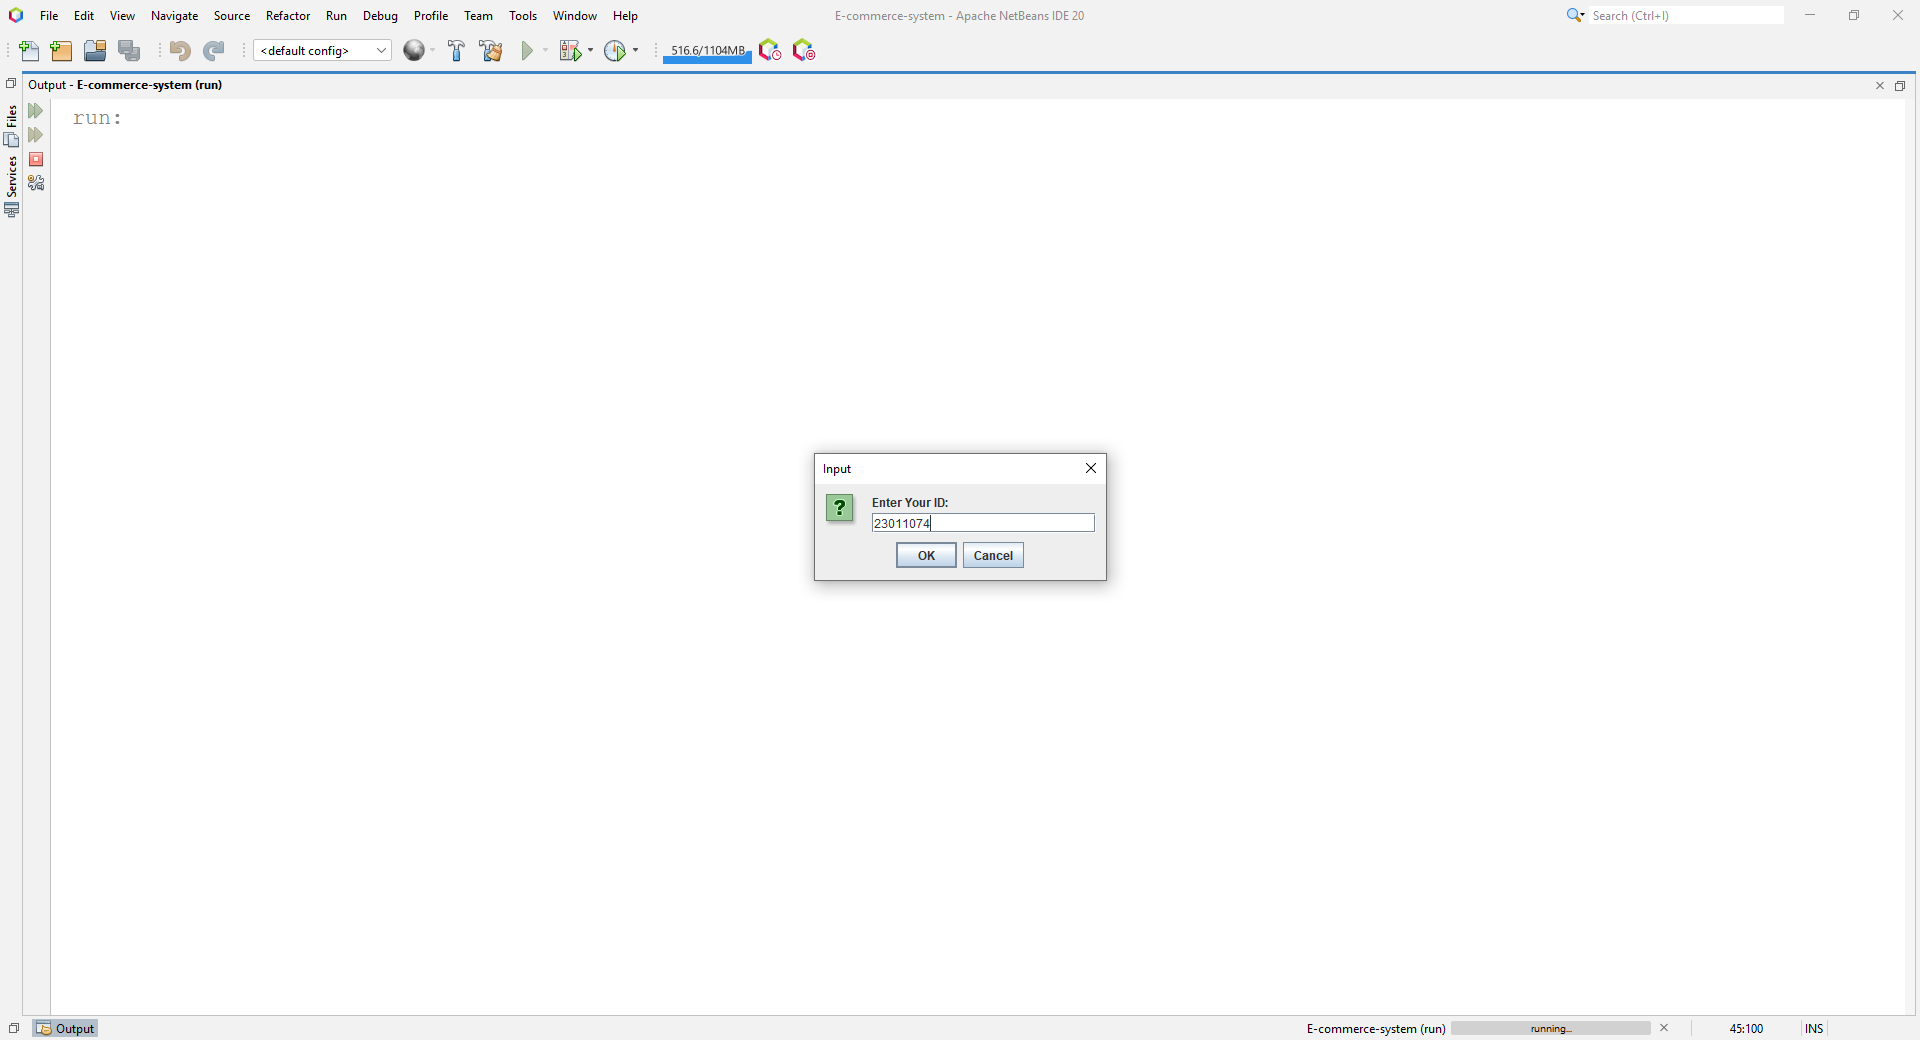 File Edit View Navigate Source Refactor Run Debug Profile Team Tools Window Help
E-commerce-system - Apache NetBeans IDE 20
Search (Ctrl+I)
<default config>
516.6/1104MB
Output - E-commerce-system (run)
Files
Services
run:
Input
?
Enter Your ID:
23011074
OK Cancel
Output
E-commerce-system (run) running... 45:100 INS